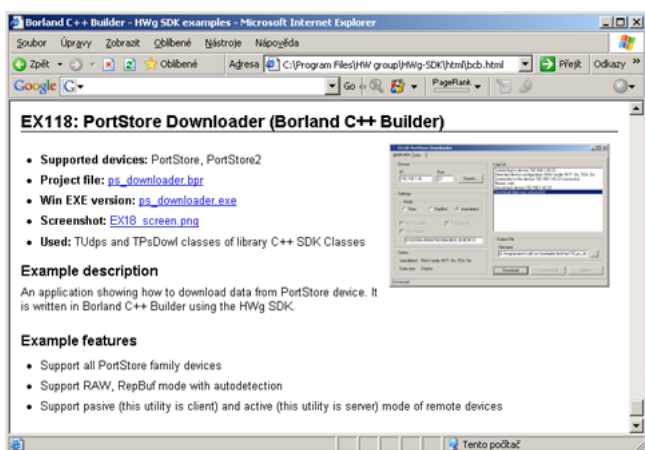 Borland C++ Builder - HWg SDK examples - Microsoft Internet Explorer
Soubor Úpravy Zobrazit Oblíbené Nástroje Nápověda
Zpět Oblíbené Adresa C:\Program Files\HW group\HWg-SDK\html\bcb.html Přejít Odkazy »
Google G Go PageRank
EX118: PortStore Downloader (Borland C++ Builder)
• Supported devices: PortStore, PortStore2
• Project file: ps_downloader.bpr
• Win EXE version: ps_downloader.exe
• Screenshot: EX18_screen.png
• Used: TUdps and TPsDowl classes of library C++ SDK Classes
Example description
An application showing how to download data from PortStore device. It
is written in Borland C++ Builder using the HWg SDK.
Example features
• Support all PortStore family devices
• Support RAW, RepBuf mode with autodetection
• Support pasive (this utility is client) and active (this utility is server) mode of remote devices
Tento počítač